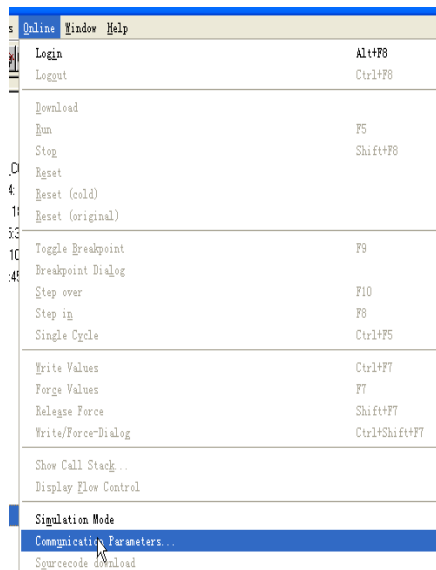 s Online Window Help
Login Alt+F8
Logout Ctrl+F8
Download
Run F5
Stop Shift+F8
Reset
Reset (cold)
Reset (original)
Toggle Breakpoint F9
Breakpoint Dialog
Step over F10
Step in F8
Single Cycle Ctrl+F5
Write Values Ctrl+F7
Force Values F7
Release Force Shift+F7
Write/Force-Dialog Ctrl+Shift+F7
Show Call Stack...
Display Flow Control
Simulation Mode
Communication Parameters...
Sourcecode download